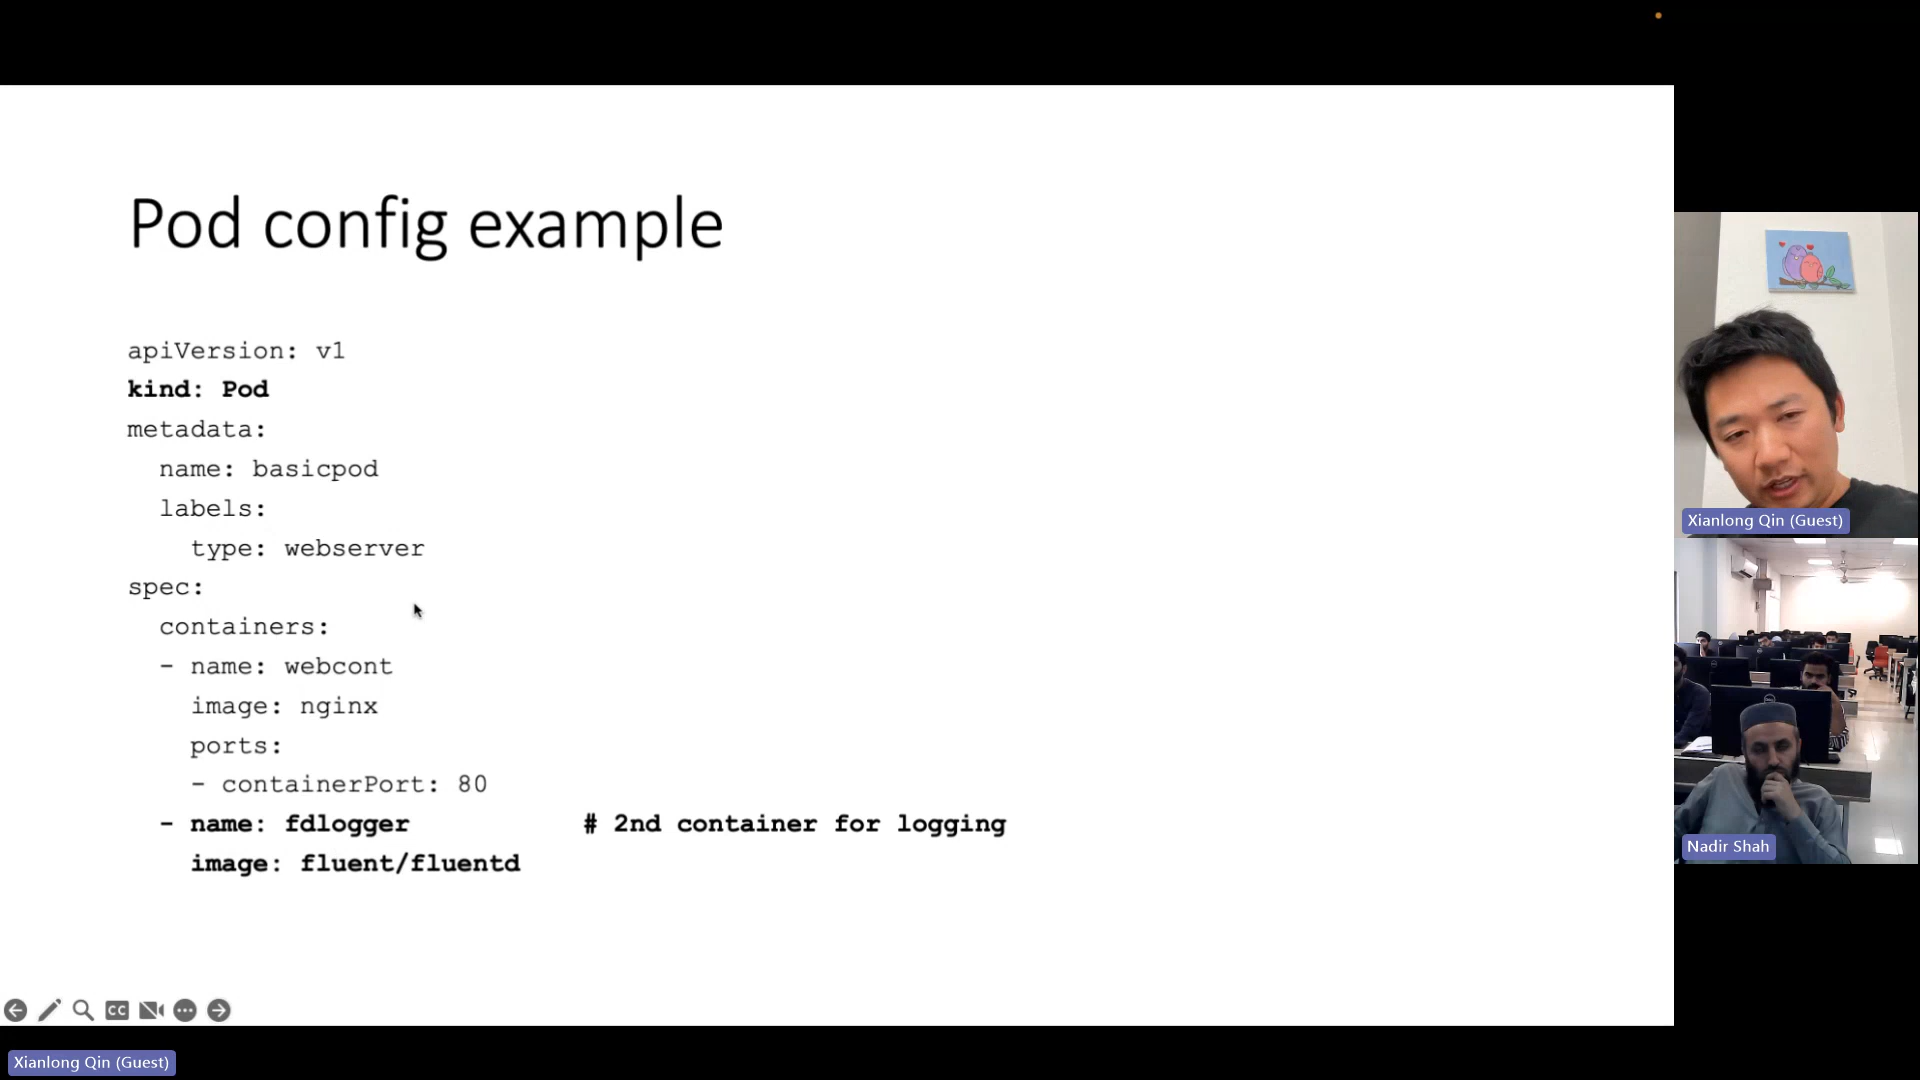 Pod config example
apiVersion: v1
kind: Pod
metadata:
name: basicpod
labels:
type: webserver
spec:
containers:
- name: webcont
image: nginx
ports:
- containerPort: 80
- name: fdlogger # 2nd container for logging
image: fluent/fluentd
CC
Xianlong Qin (Guest)
Xianlong Qin (Guest)
Nadir Shah